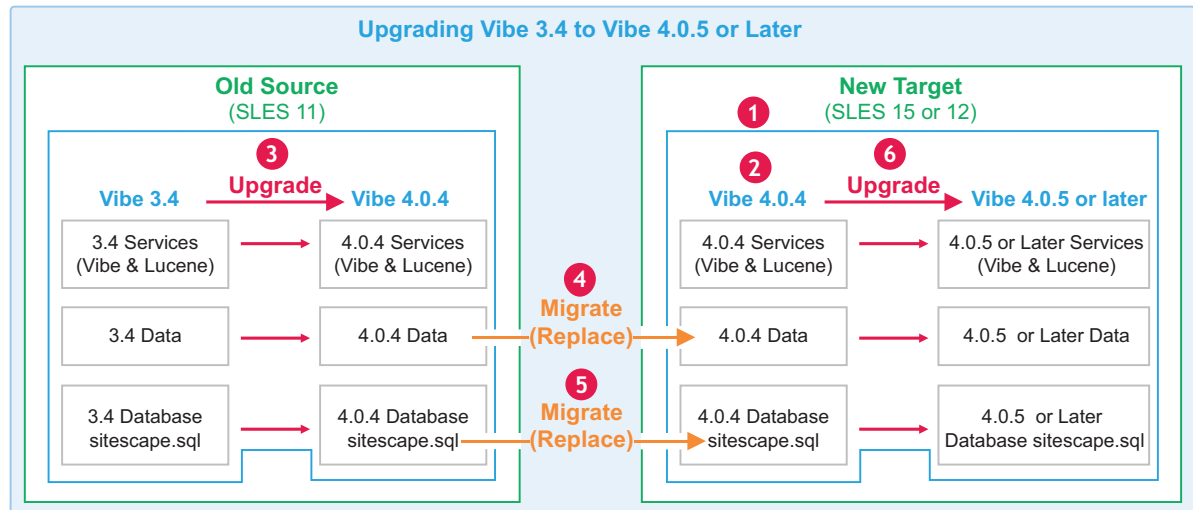 Upgrading Vibe 3.4 to Vibe 4.0.5 or Later
Old Source
(SLES 11)
3
Upgrade
Vibe 3.4
Vibe 4.0.4
3.4 Services
(Vibe & Lucene)
4.0.4 Services
(Vibe & Lucene)
3.4 Data
4.0.4 Data
3.4 Database
sitescape.sql
4.0.4 Database
sitescape.sql
4
Migrate
(Replace)
5
Migrate
(Replace)
New Target
(SLES 15 or 12)
1
2
6
Upgrade
Vibe 4.0.4
Vibe 4.0.5 or later
4.0.4 Services
(Vibe & Lucene)
4.0.5 or Later Services
(Vibe & Lucene)
4.0.4 Data
4.0.5 or Later Data
4.0.4 Database
sitescape.sql
4.0.5 or Later
Database sitescape.sql